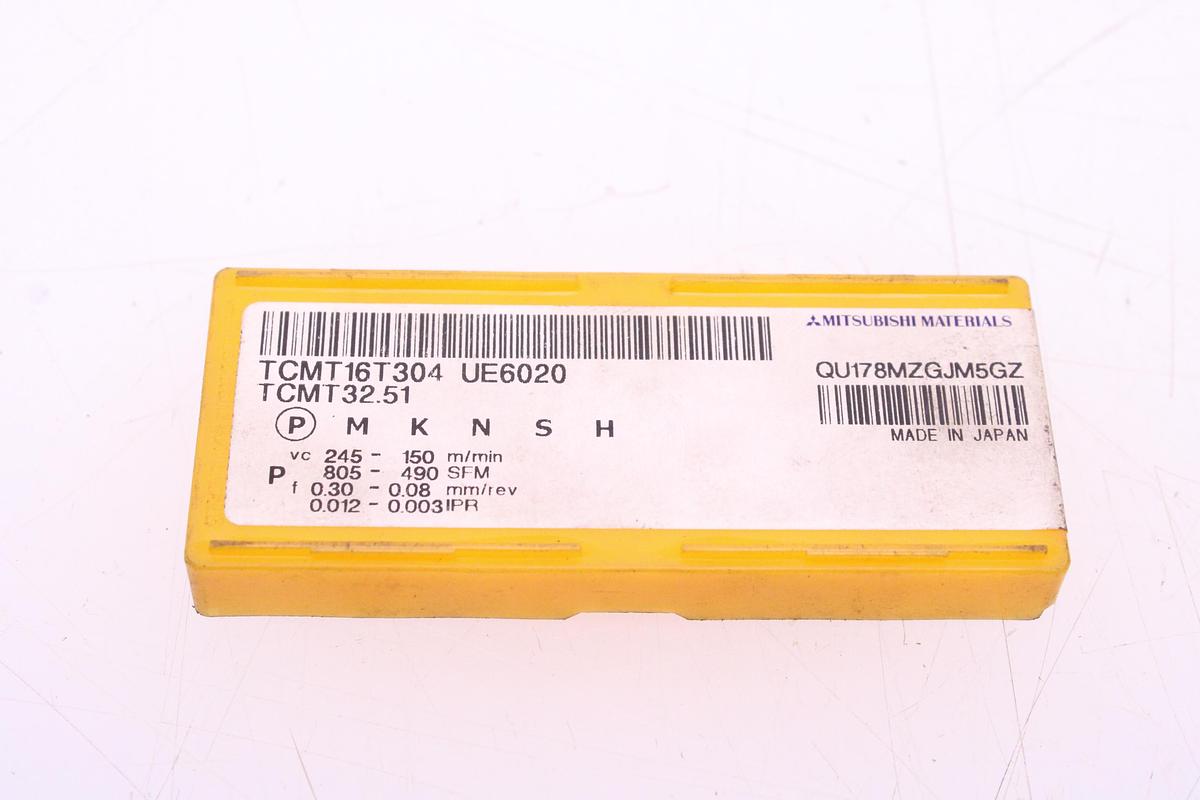 MITSUBISHI MATERIALS
TCMT16T304 UE6020
TCMT32.51
QU178MZGJM5GZ
MADE IN JAPAN
P M K N S H
P
vc 245 - 150 m/min
805 - 490 SFM
f 0.30 - 0.08 mm/rev
0.012 - 0.003 IPR